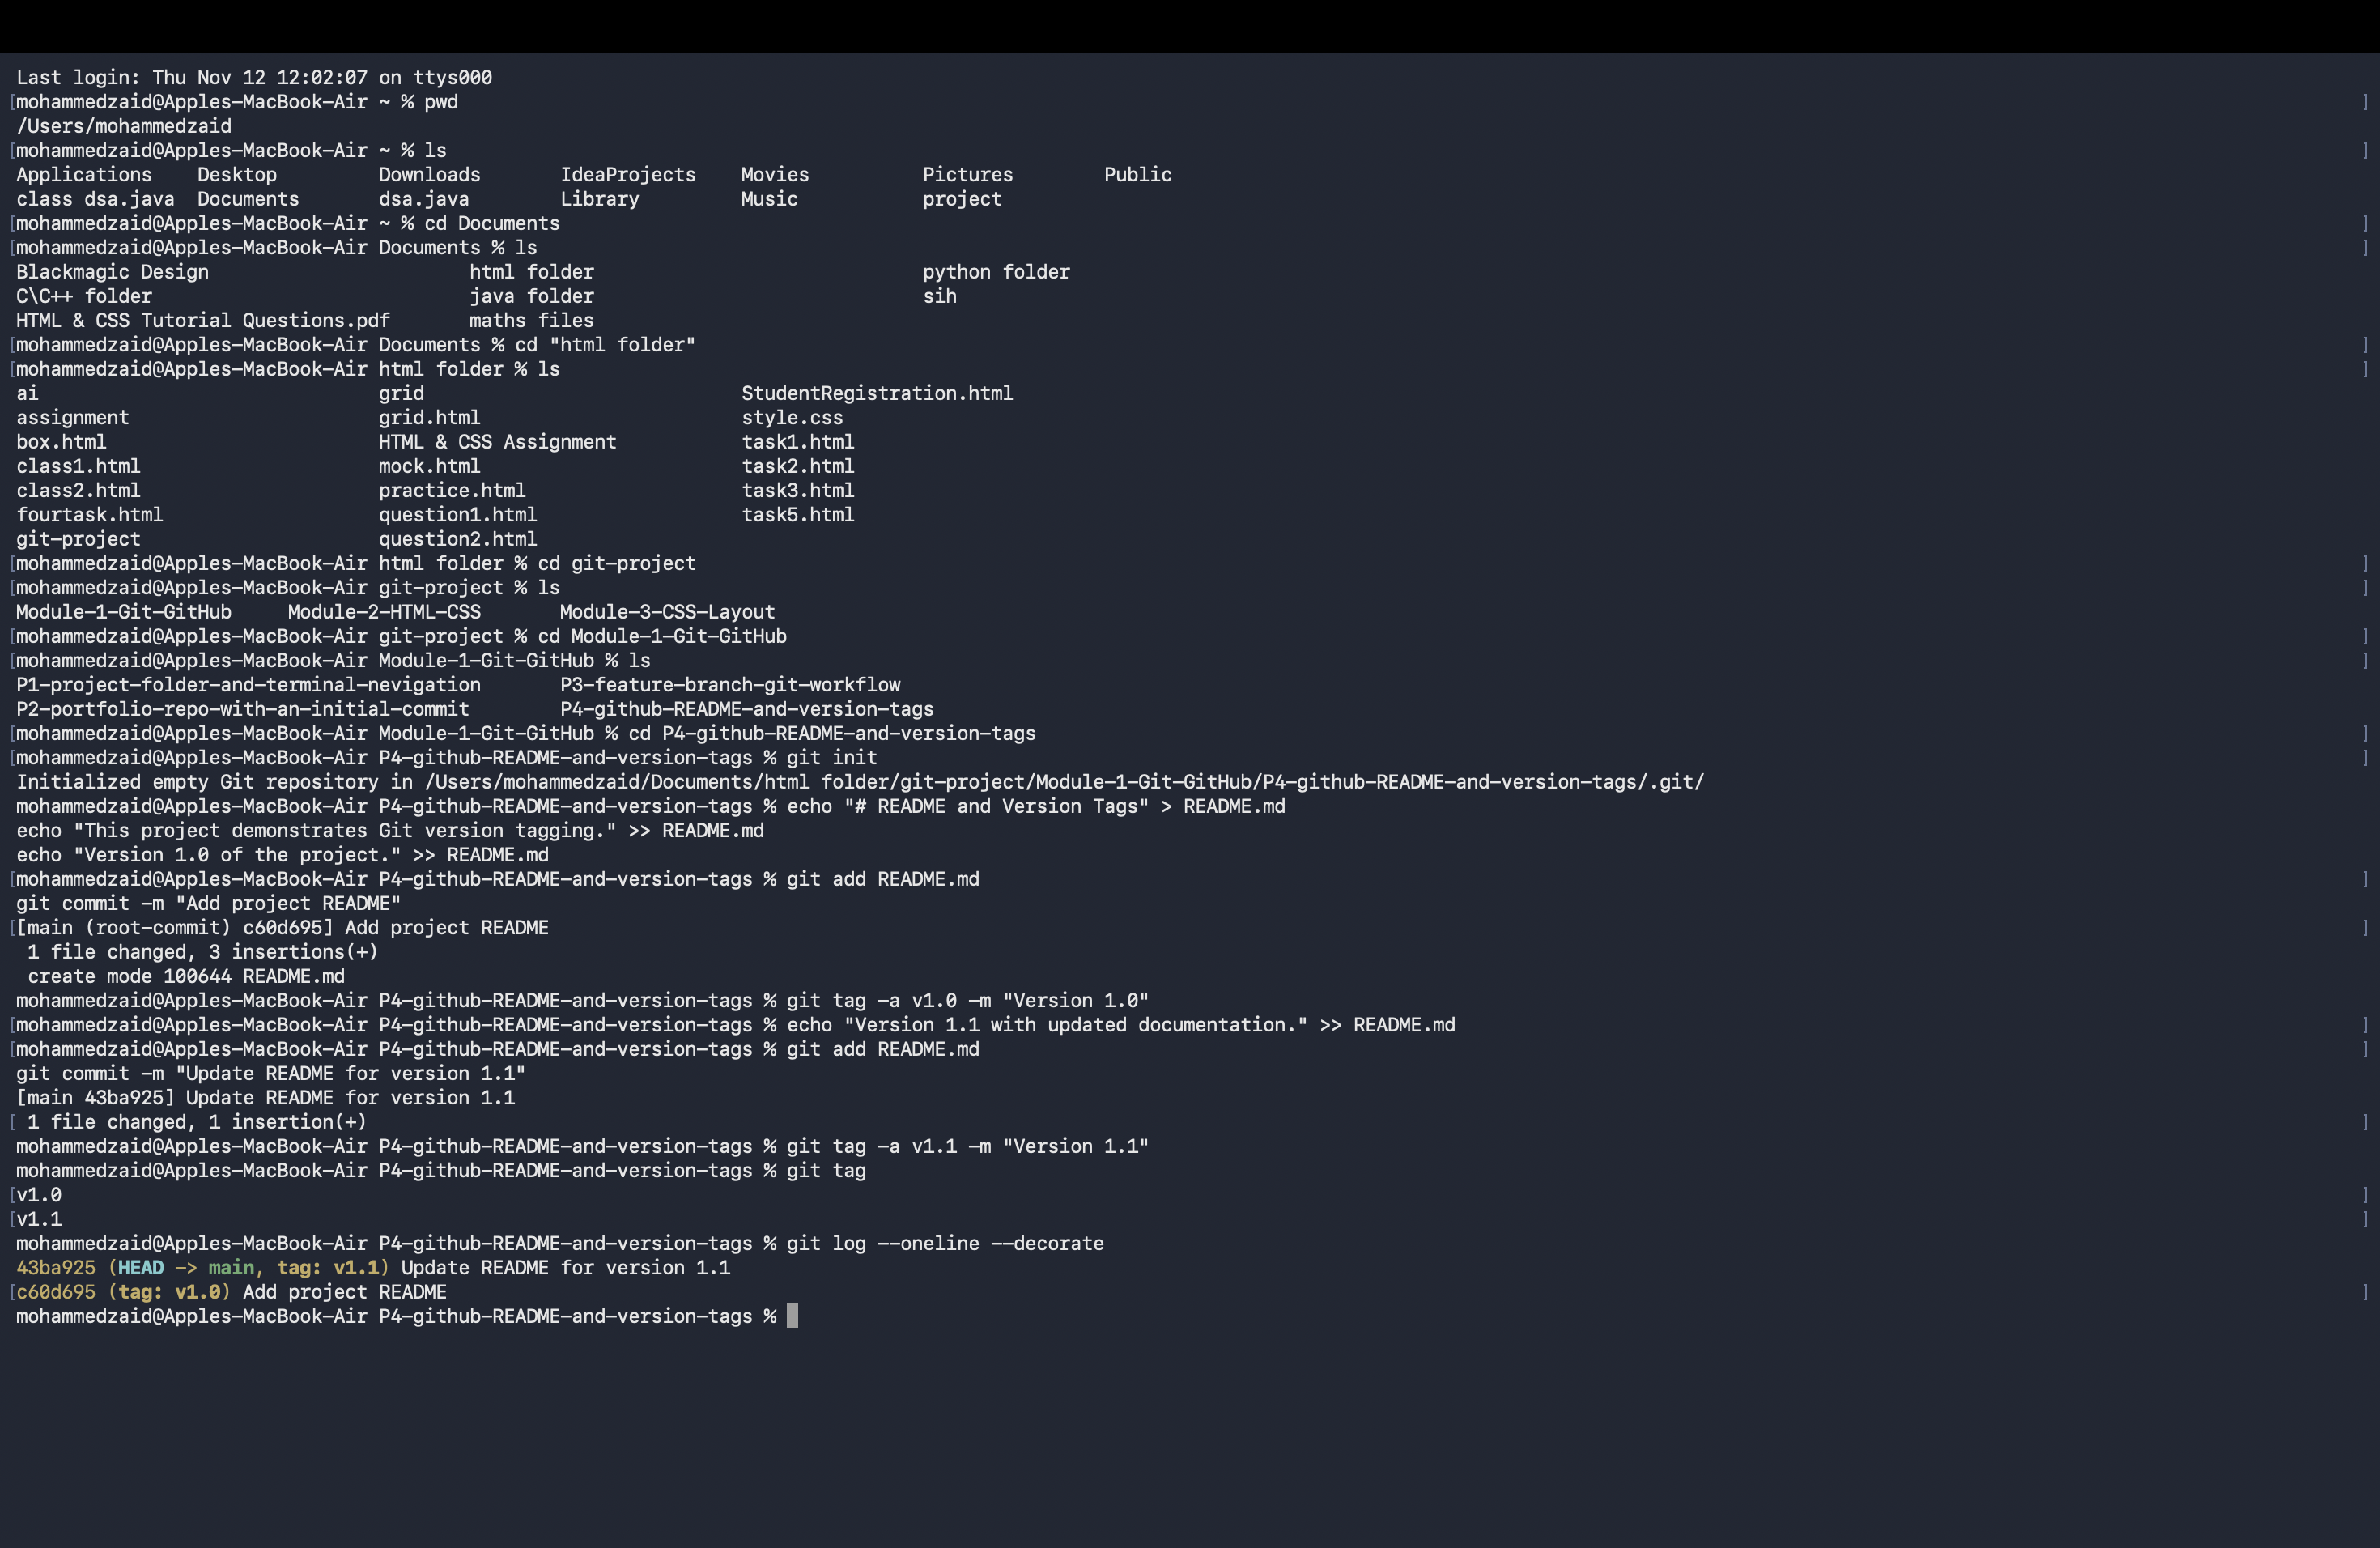 Last login: Thu Nov 12 12:02:07 on ttys000
[mohammedzaid@Apples-MacBook-Air ~ % pwd ]
/Users/mohammedzaid
[mohammedzaid@Apples-MacBook-Air ~ % ls ]
Applications Desktop Downloads IdeaProjects Movies Pictures Public
class dsa.java Documents dsa.java Library Music project
[mohammedzaid@Apples-MacBook-Air ~ % cd Documents ]
[mohammedzaid@Apples-MacBook-Air Documents % ls ]
Blackmagic Design html folder python folder
C\C++ folder java folder sih
HTML & CSS Tutorial Questions.pdf maths files
[mohammedzaid@Apples-MacBook-Air Documents % cd "html folder" ]
[mohammedzaid@Apples-MacBook-Air html folder % ls ]
ai grid StudentRegistration.html
assignment grid.html style.css
box.html HTML & CSS Assignment task1.html
class1.html mock.html task2.html
class2.html practice.html task3.html
fourtask.html question1.html task5.html
git-project question2.html
[mohammedzaid@Apples-MacBook-Air html folder % cd git-project ]
[mohammedzaid@Apples-MacBook-Air git-project % ls ]
Module-1-Git-GitHub Module-2-HTML-CSS Module-3-CSS-Layout
[mohammedzaid@Apples-MacBook-Air git-project % cd Module-1-Git-GitHub ]
[mohammedzaid@Apples-MacBook-Air Module-1-Git-GitHub % ls ]
P1-project-folder-and-terminal-nevigation P3-feature-branch-git-workflow
P2-portfolio-repo-with-an-initial-commit P4-github-README-and-version-tags
[mohammedzaid@Apples-MacBook-Air Module-1-Git-GitHub % cd P4-github-README-and-version-tags ]
[mohammedzaid@Apples-MacBook-Air P4-github-README-and-version-tags % git init ]
Initialized empty Git repository in /Users/mohammedzaid/Documents/html folder/git-project/Module-1-Git-GitHub/P4-github-README-and-version-tags/.git/
mohammedzaid@Apples-MacBook-Air P4-github-README-and-version-tags % echo "# README and Version Tags" > README.md
echo "This project demonstrates Git version tagging." >> README.md
echo "Version 1.0 of the project." >> README.md
[mohammedzaid@Apples-MacBook-Air P4-github-README-and-version-tags % git add README.md ]
git commit -m "Add project README"
[[main (root-commit) c60d695] Add project README ]
1 file changed, 3 insertions(+)
create mode 100644 README.md
mohammedzaid@Apples-MacBook-Air P4-github-README-and-version-tags % git tag -a v1.0 -m "Version 1.0"
[mohammedzaid@Apples-MacBook-Air P4-github-README-and-version-tags % echo "Version 1.1 with updated documentation." >> README.md ]
[mohammedzaid@Apples-MacBook-Air P4-github-README-and-version-tags % git add README.md ]
git commit -m "Update README for version 1.1"
[main 43ba925] Update README for version 1.1
[ 1 file changed, 1 insertion(+) ]
mohammedzaid@Apples-MacBook-Air P4-github-README-and-version-tags % git tag -a v1.1 -m "Version 1.1"
mohammedzaid@Apples-MacBook-Air P4-github-README-and-version-tags % git tag
[v1.0 ]
[v1.1 ]
mohammedzaid@Apples-MacBook-Air P4-github-README-and-version-tags % git log --oneline --decorate
43ba925 (HEAD -> main, tag: v1.1) Update README for version 1.1
[c60d695 (tag: v1.0) Add project README ]
mohammedzaid@Apples-MacBook-Air P4-github-README-and-version-tags %